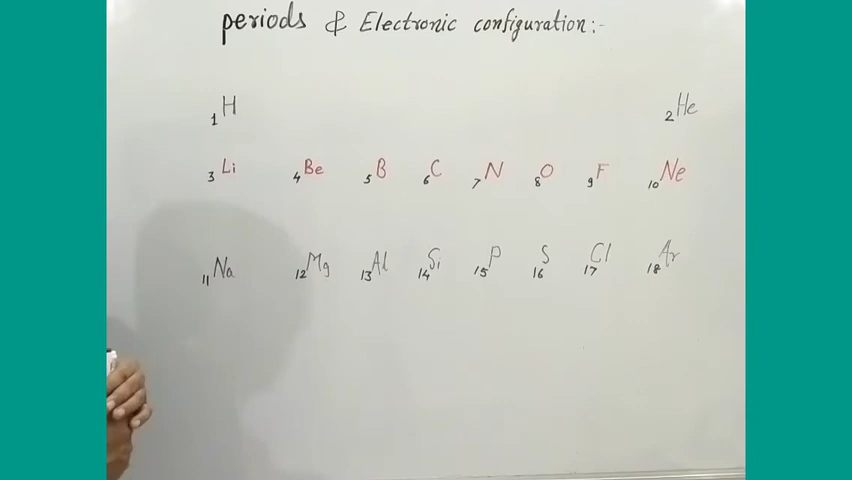 periods & Electronic configuration:-
1H 2He
3Li 4Be 5B 6C 7N 8O 9F 10Ne
11Na 12Mg 13Al 14Si 15P 16S 17Cl 18Ar